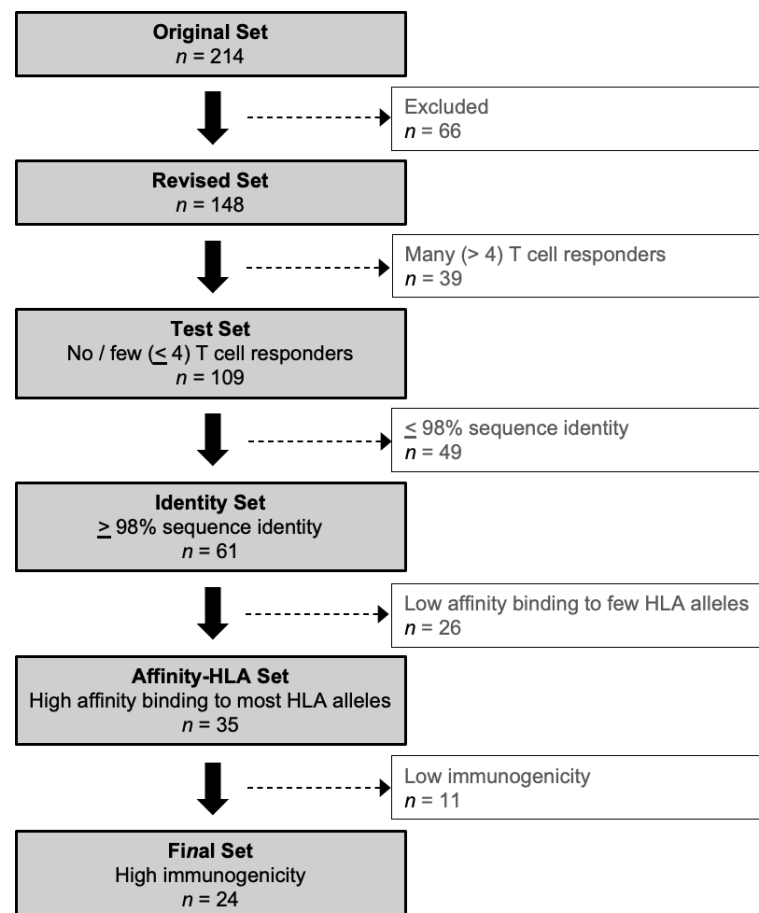 Original Set
n = 214
Excluded
n = 66
Revised Set
n = 148
Many (> 4) T cell responders
n = 39
Test Set
No / few (≤ 4) T cell responders
n = 109
≤ 98% sequence identity
n = 49
Identity Set
≥ 98% sequence identity
n = 61
Low affinity binding to few HLA alleles
n = 26
Affinity-HLA Set
High affinity binding to most HLA alleles
n = 35
Low immunogenicity
n = 11
Final Set
High immunogenicity
n = 24